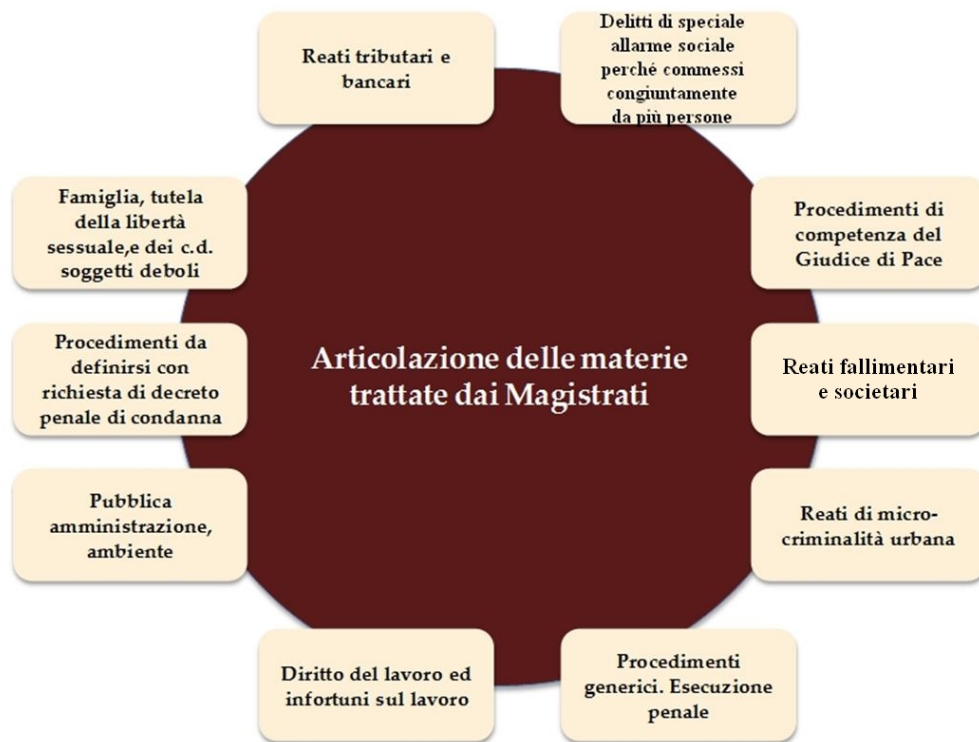 Reati tributari e
bancari
Delitti di speciale
allarme sociale
perché commessi
congiuntamente
da più persone
Famiglia, tutela
della libertà
sessuale,e dei c.d.
soggetti deboli
Procedimenti di
competenza del
Giudice di Pace
Procedimenti da
definirsi con
richiesta di decreto
penale di condanna
Articolazione delle materie
trattate dai Magistrati
Reati fallimentari
e societari
Pubblica
amministrazione,
ambiente
Reati di micro-
criminalità urbana
Diritto del lavoro ed
infortuni sul lavoro
Procedimenti
generici. Esecuzione
penale